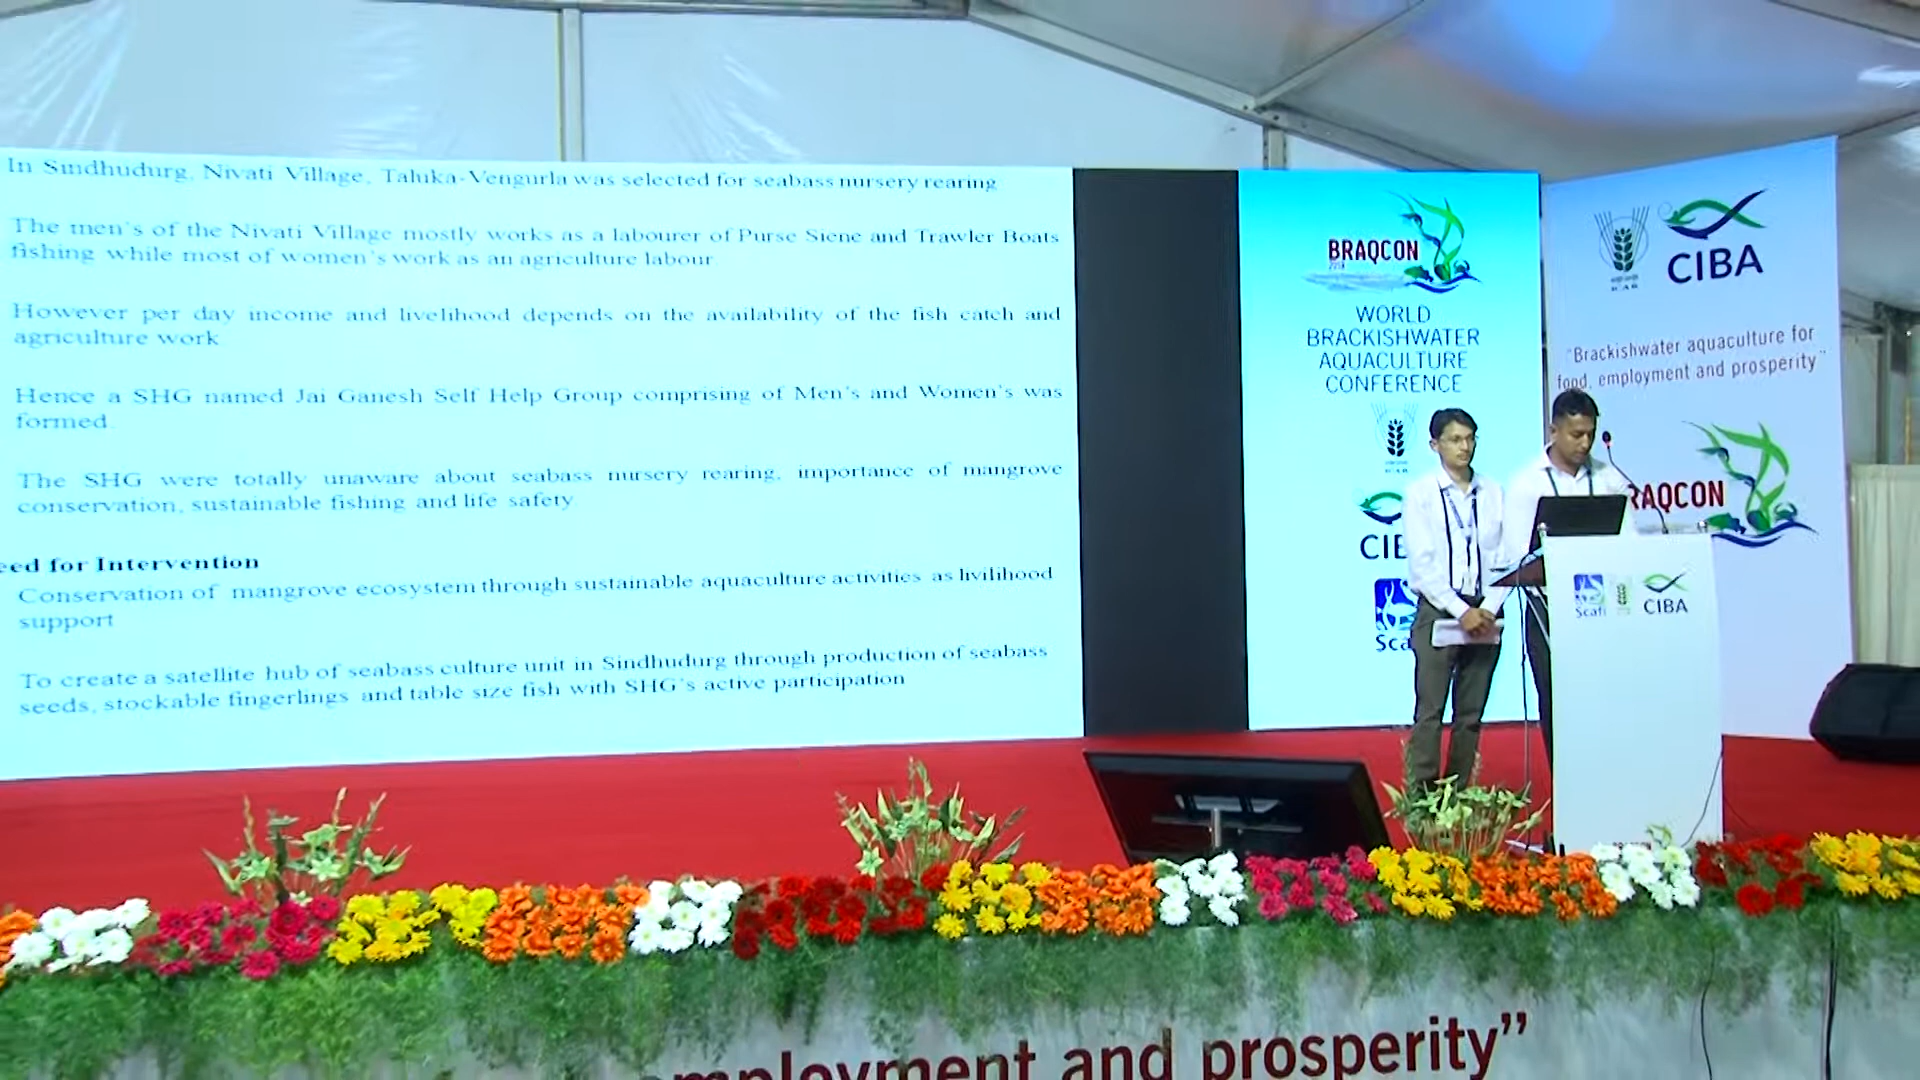 In Sindhudurg, Nivati Village, Taluka-Vengurla was selected for seabass nursery rearing
The men's of the Nivati Village mostly works as a labourer of Purse Siene and Trawler Boats
fishing while most of women's work as an agriculture labour
However per day income and livelihood depends on the availability of the fish catch and
agriculture work
Hence a SHG named Jai Ganesh Self Help Group comprising of Men's and Women's was
formed.
The SHG were totally unaware about seabass nursery rearing, importance of mangrove
conservation, sustainable fishing and life safety.
eed for Intervention
Conservation of mangrove ecosystem through sustainable aquaculture activities as livilihood
support
To create a satellite hub of seabass culture unit in Sindhudurg through production of seabass
seeds, stockable fingerlings and table size fish with SHG's active participation
BRAQCON
WORLD
BRACKISHWATER
AQUACULTURE
CONFERENCE
ICAR
CIB
Sca
ICAR
CIBA
"Brackishwater aquaculture for
food, employment and prosperity"
RAQCON
Scafi
CIBA
employment and prosperity"